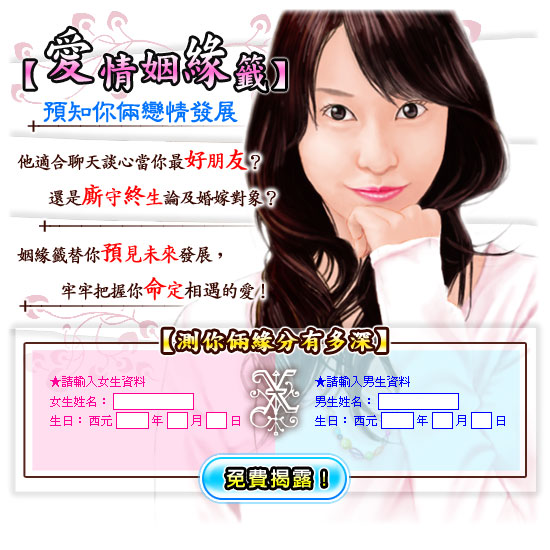 【愛情姻緣籤】
預知你倆戀情發展
他適合聊天談心當你最好朋友？
還是廝守終生論及婚嫁對象？
姻緣籤替你預見未來發展，
牢牢把握你命定相遇的愛！
【測你倆緣分有多深】
★請輸入女生資料
女生姓名：
生日：西元 年 月 日
★請輸入男生資料
男生姓名：
生日：西元 年 月 日
免費揭露！